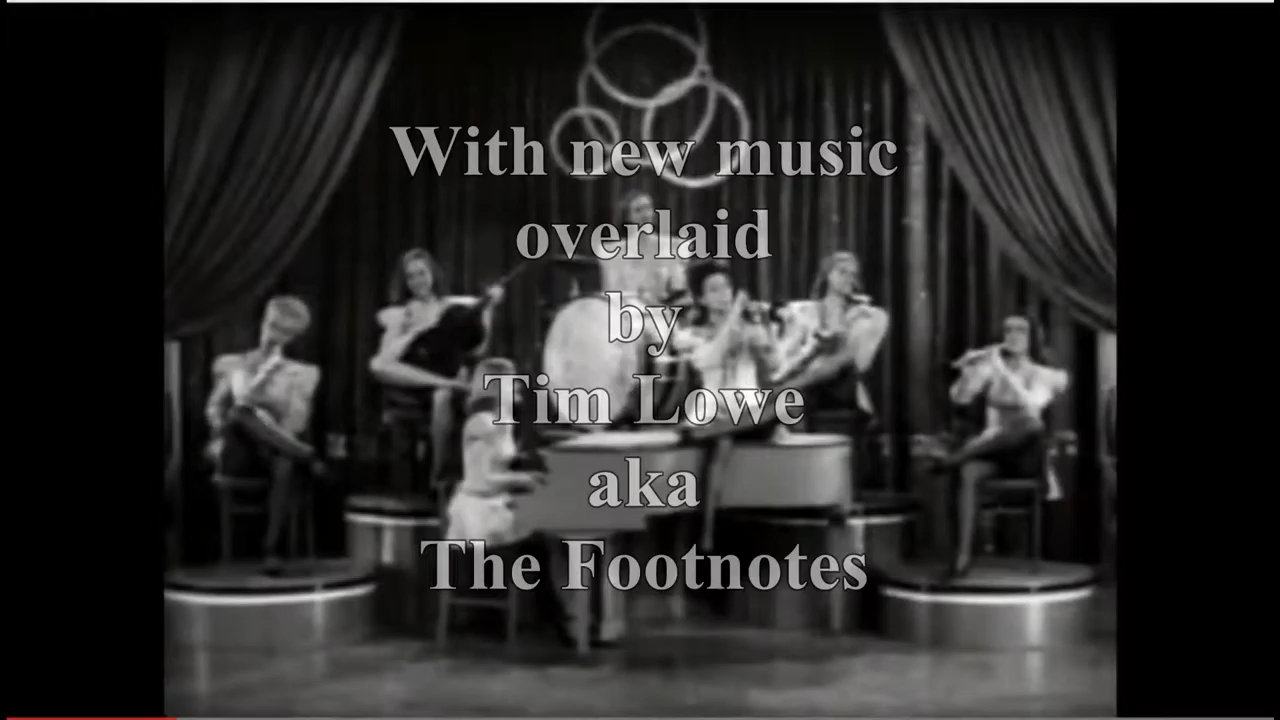 With new music
overlaid
by
Tim Lowe
aka
The Footnotes